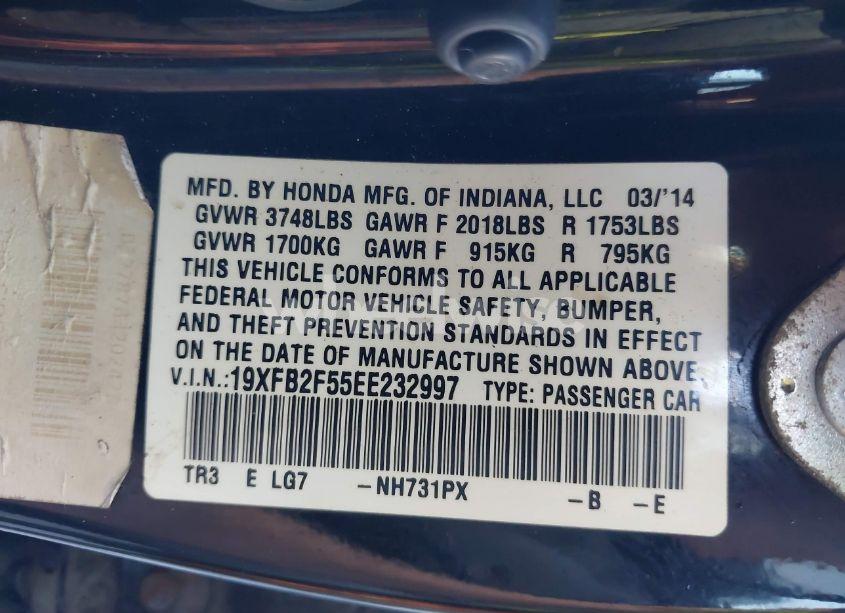 MFD. BY HONDA MFG. OF INDIANA, LLC 03/'14
GVWR 3748LBS GAWR F 2018LBS R 1753LBS
GVWR 1700KG GAWR F 915KG R 795KG
THIS VEHICLE CONFORMS TO ALL APPLICABLE
FEDERAL MOTOR VEHICLE SAFETY, BUMPER,
AND THEFT PREVENTION STANDARDS IN EFFECT
ON THE DATE OF MANUFACTURE SHOWN ABOVE.
V.I.N.:19XFB2F55EE232997 TYPE: PASSENGER CAR
TR3 E LG7 -NH731PX -B -E